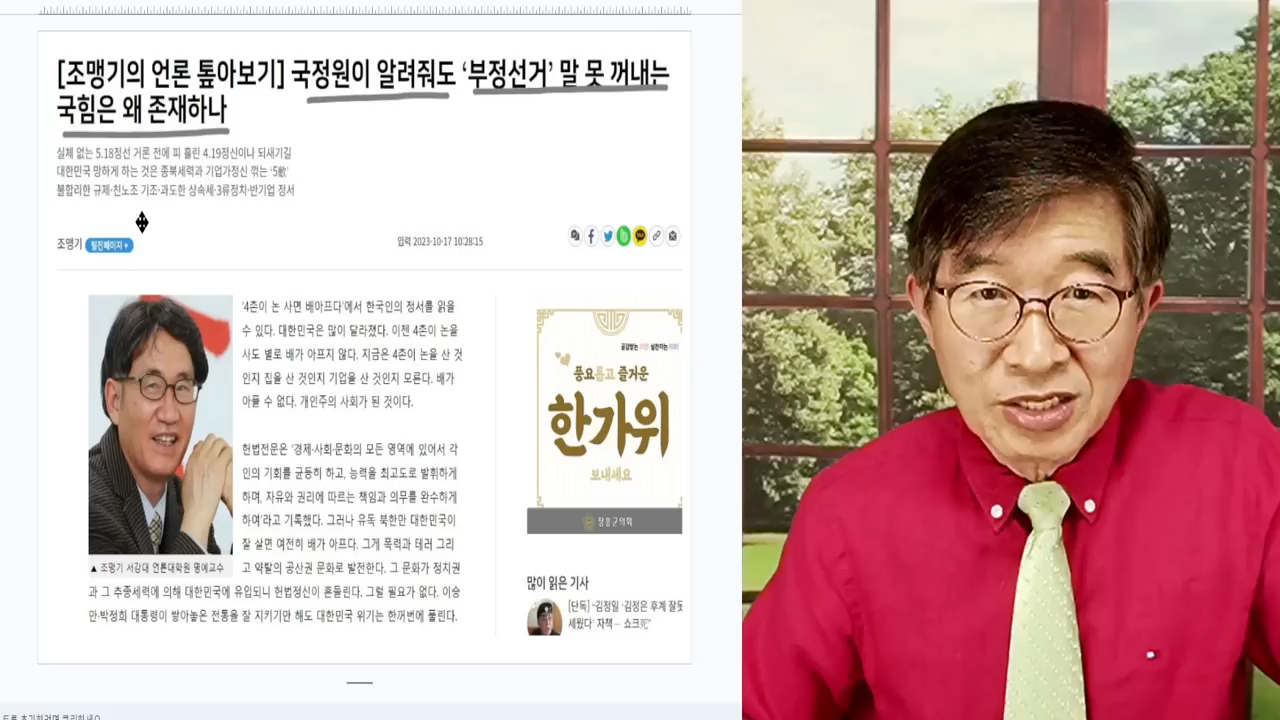 [조맹기의 언론 톺아보기] 국정원이 알려줘도 ‘부정선거’ 말 못 꺼내는
국힘은 왜 존재하나
실체 없는 5.18정선 거론 전에 피 흘린 4.19정신이나 되새기길
대한민국 망하게 하는 것은 종북세력과 기업가정신 꺾는 ‘5敵’
불합리한 규제·친노조 기조·과도한 상속세·3류정치·반기업 정서
조맹기 필진페이지 +
입력 2023-10-17 10:28:15
‘4촌이 논 사면 배아프다’에서 한국인의 정서를 읽을
수 있다. 대한민국은 많이 달라졌다. 이젠 4촌이 논을
사도 별로 배가 아프지 않다. 지금은 4촌이 논을 산 것
인지 집을 산 것인지 기업을 산 것인지 모른다. 배가
아플 수 없다. 개인주의 사회가 된 것이다.
헌법전문은 ‘경제·사회·문화의 모든 영역에 있어서 각
인의 기회를 균등히 하고, 능력을 최고도로 발휘하게
하며, 자유와 권리에 따르는 책임과 의무를 완수하게
하여’라고 기록했다. 그러나 유독 북한만 대한민국이
잘 살면 여전히 배가 아프다. 그게 폭력과 테러 그리
고 약탈의 공산권 문화로 발전한다. 그 문화가 정치권
▲ 조맹기 서강대 언론대학원 명예교수
과 그 추종세력에 의해 대한민국에 유입되니 헌법정신이 흔들린다. 그럴 필요가 없다. 이승
만·박정희 대통령이 쌓아놓은 전통을 잘 지키기만 해도 대한민국 위기는 한꺼번에 풀린다.
풍요롭고 즐거운
한가위
보내세요
장흥군의회
많이 읽은 기사
[단독] “김정일 ‘김정은 후계 잘못
세웠다’ 자책…